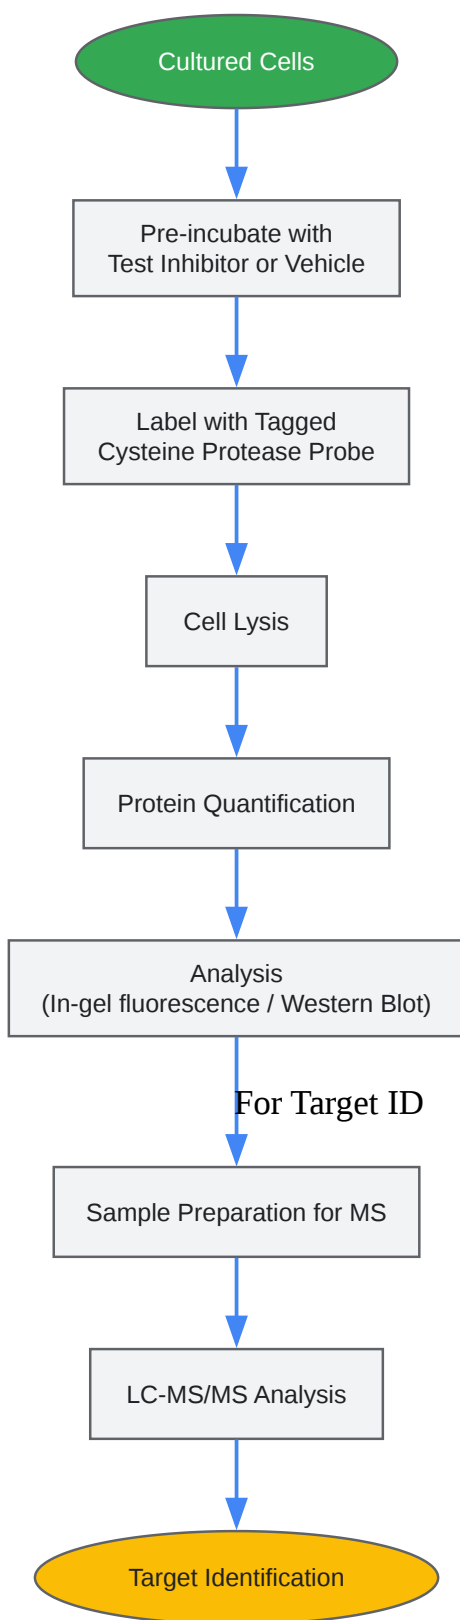 Cultured Cells
Pre-incubate with
Test Inhibitor or Vehicle
Label with Tagged
Cysteine Protease Probe
Cell Lysis
Protein Quantification
Analysis
(In-gel fluorescence / Western Blot)
For Target ID
Sample Preparation for MS
LC-MS/MS Analysis
Target Identification